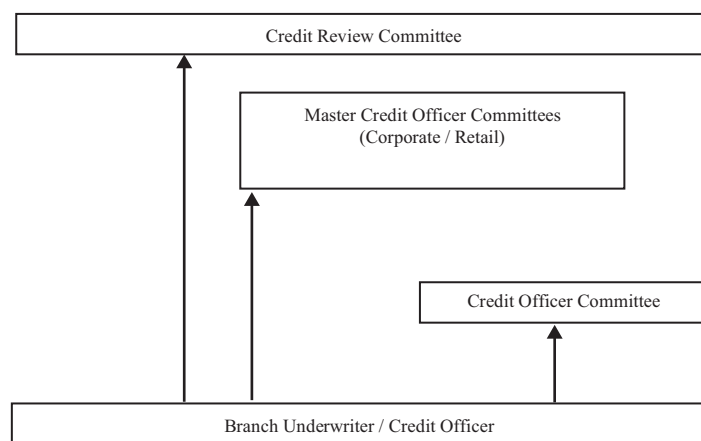 Credit Review Committee
Master Credit Officer Committees
(Corporate / Retail)
Credit Officer Committee
Branch Underwriter / Credit Officer